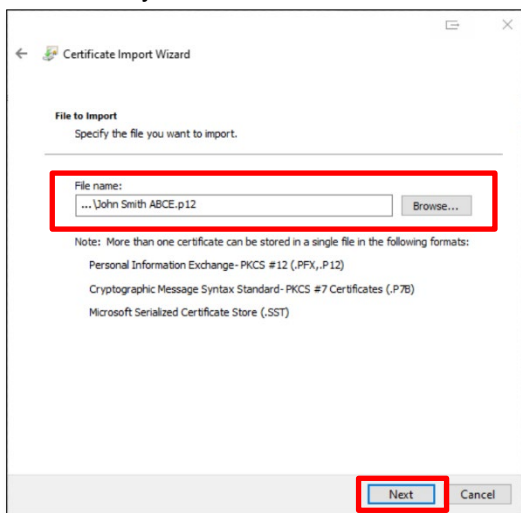 Certificate Import Wizard
File to Import
Specify the file you want to import.
File name:
...\John Smith ABCE.p12
Browse...
Note: More than one certificate can be stored in a single file in the following formats:
Personal Information Exchange- PKCS #12 (.PFX,.P12)
Cryptographic Message Syntax Standard- PKCS #7 Certificates (.P7B)
Microsoft Serialized Certificate Store (.SST)
Next
Cancel